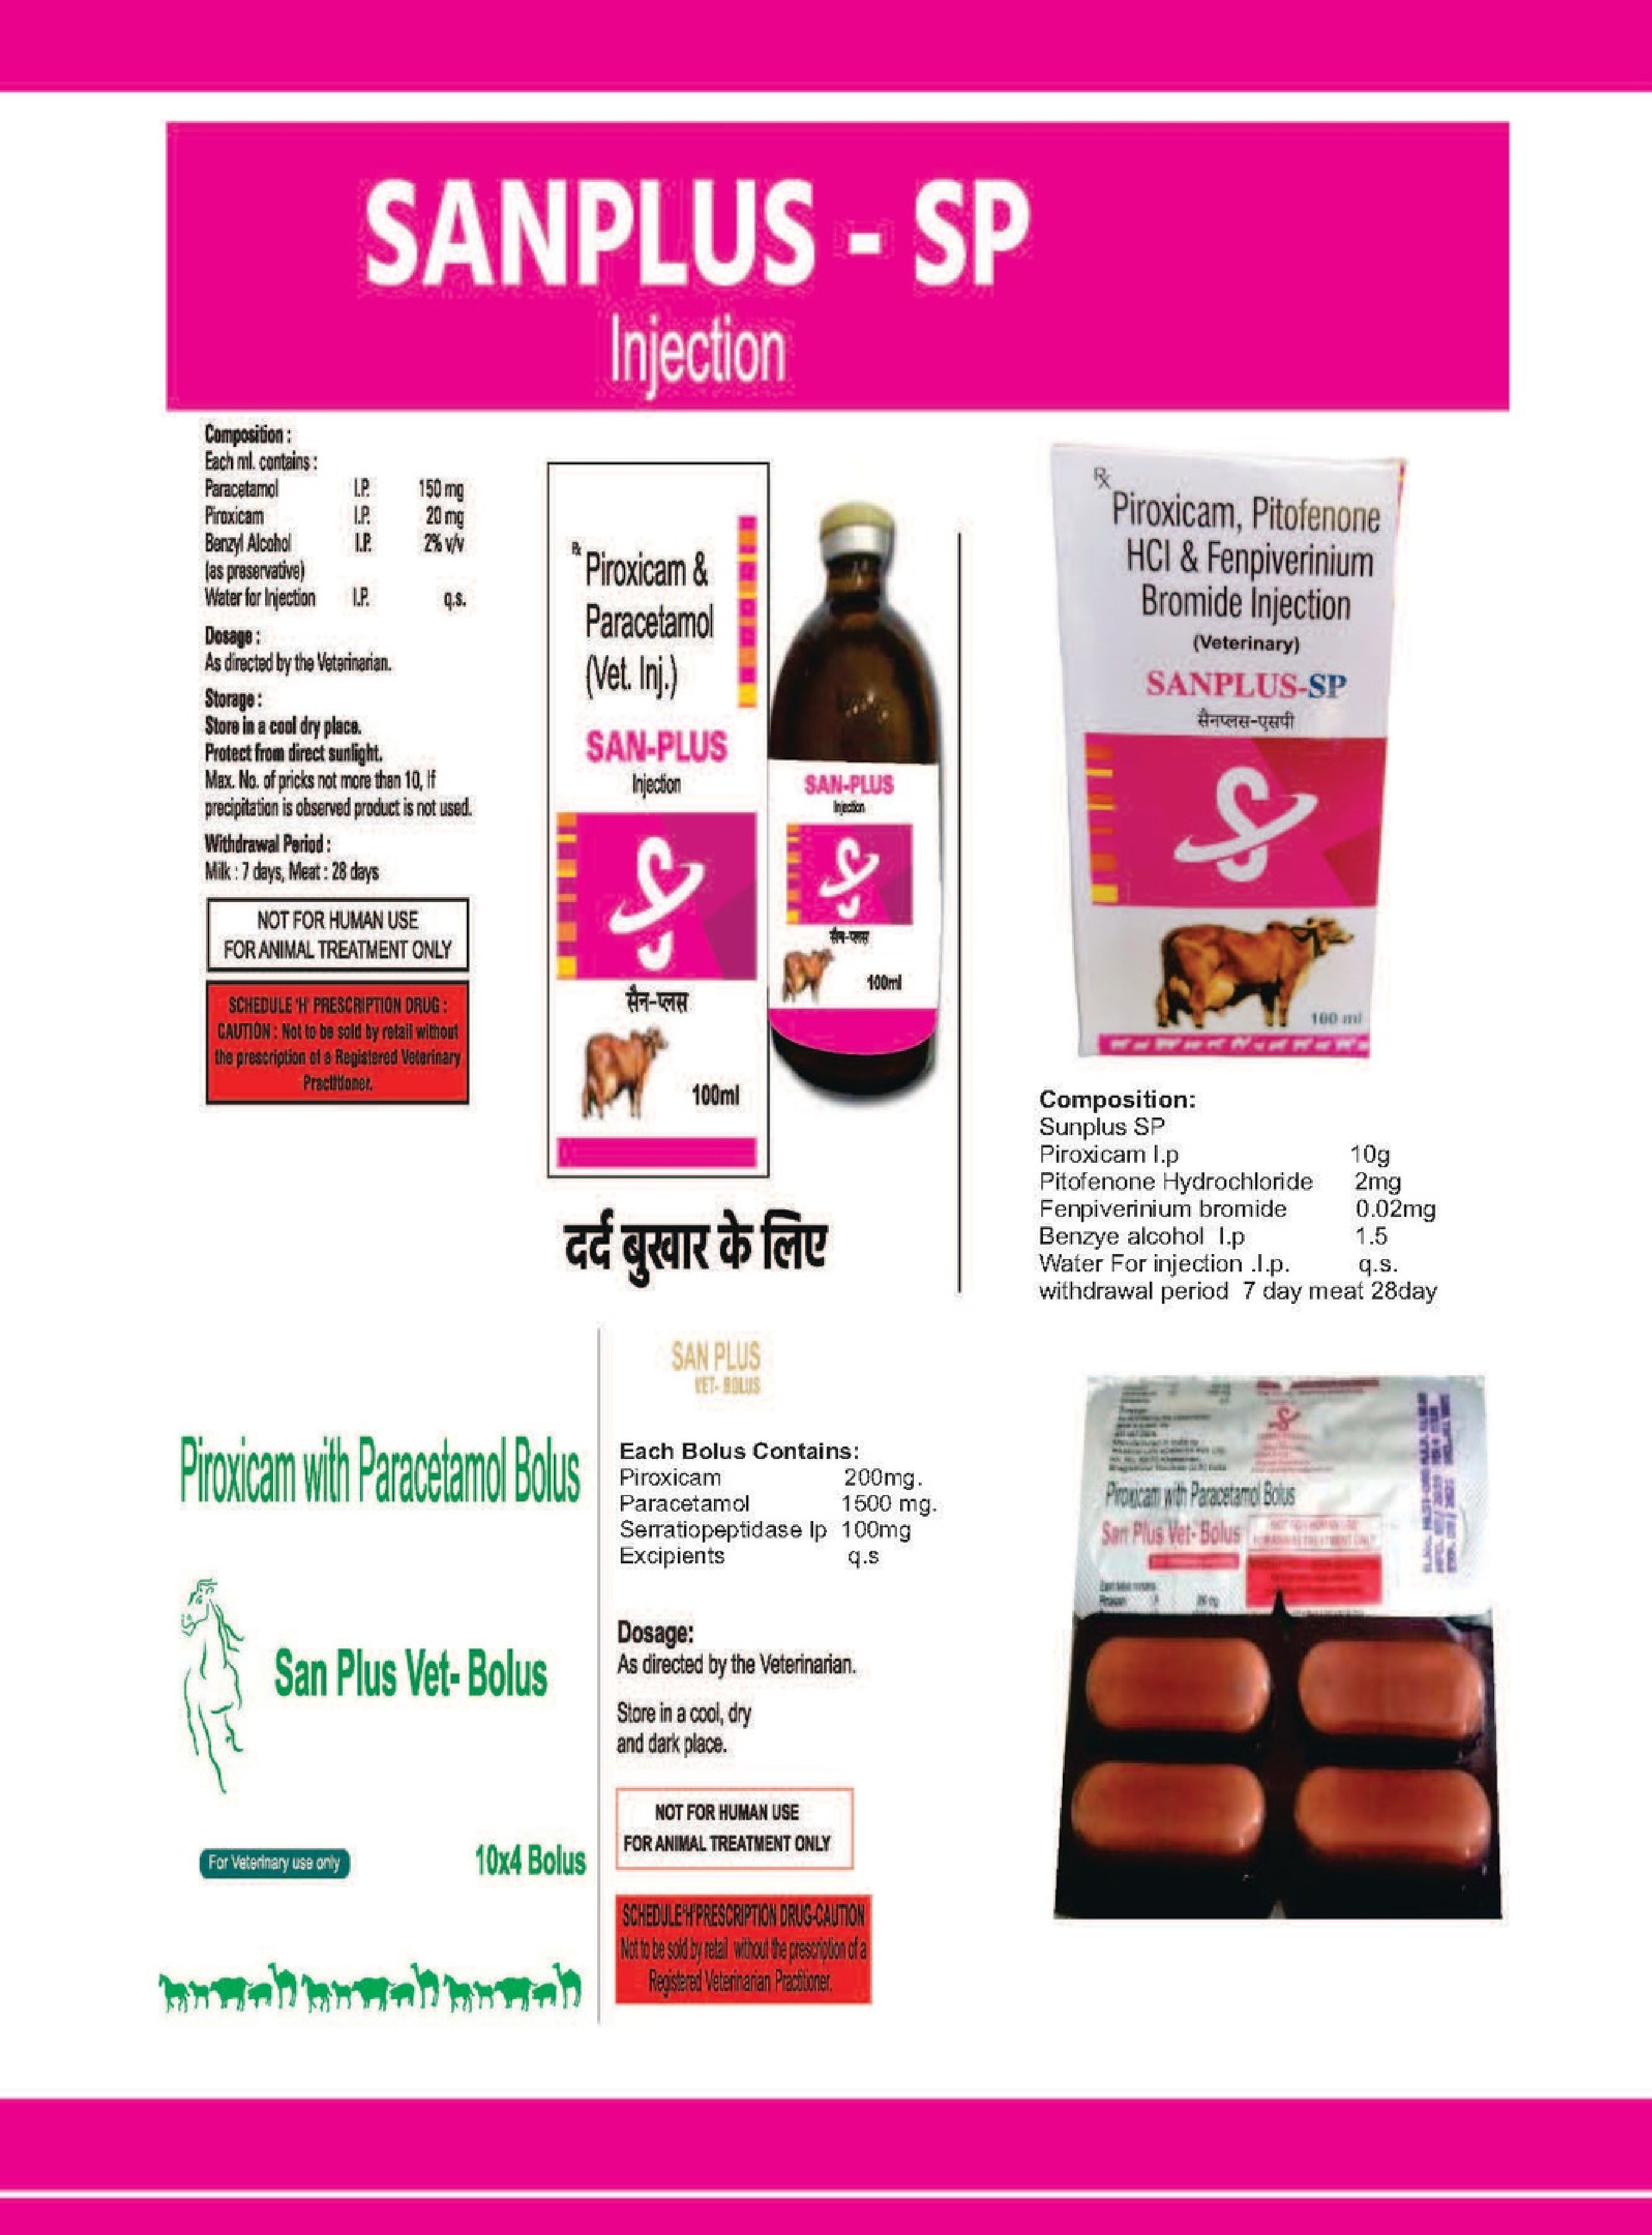 SANPLUS - SP
Injection
Composition :
Each ml. contains :
Paracetamol I.P. 150 mg
Piroxicam I.P. 20 mg
Benzyl Alcohol I.P. 2% v/v
(as preservative)
Water for Injection I.P. q.s.
Dosage :
As directed by the Veterinarian.
Storage :
Store in a cool dry place.
Protect from direct sunlight.
Max. No. of pricks not more than 10, If
precipitation is observed product is not used.
Withdrawal Period :
Milk : 7 days, Meat : 28 days
NOT FOR HUMAN USE
FOR ANIMAL TREATMENT ONLY
SCHEDULE 'H' PRESCRIPTION DRUG :
CAUTION : Not to be sold by retail without
the prescription of a Registered Veterinary
Practitioner.
Rx
Piroxicam &
Paracetamol
(Vet. Inj.)
SAN-PLUS
Injection
सैन-प्लस
100ml
SAN-PLUS
Injection
सैन-प्लस
100ml
दर्द बुखार के लिए
Rx
Piroxicam, Pitofenone
HCI & Fenpiverinium
Bromide Injection
(Veterinary)
SANPLUS-SP
सैनप्लस-एसपी
100 ml
Composition:
Sunplus SP
Piroxicam I.p 10g
Pitofenone Hydrochloride 2mg
Fenpiverinium bromide 0.02mg
Benzye alcohol I.p 1.5
Water For injection .I.p. q.s.
withdrawal period 7 day meat 28day
Piroxicam with Paracetamol Bolus
San Plus Vet- Bolus
For Veterinary use only
10x4 Bolus
SAN PLUS
VET- BOLUS
Each Bolus Contains:
Piroxicam 200mg.
Paracetamol 1500 mg.
Serratiopeptidase Ip 100mg
Excipients q.s
Dosage:
As directed by the Veterinarian.
Store in a cool, dry
and dark place.
NOT FOR HUMAN USE
FOR ANIMAL TREATMENT ONLY
SCHEDULE'H'PRESCRIPTION DRUG-CAUTION
Not to be sold by retail without the prescription of a
Registered Veterinarian Practitioner.
Piroxicam with Paracetamol Bolus
San Plus Vet- Bolus
NOT FOR HUMAN USE
FOR ANIMAL TREATMENT ONLY